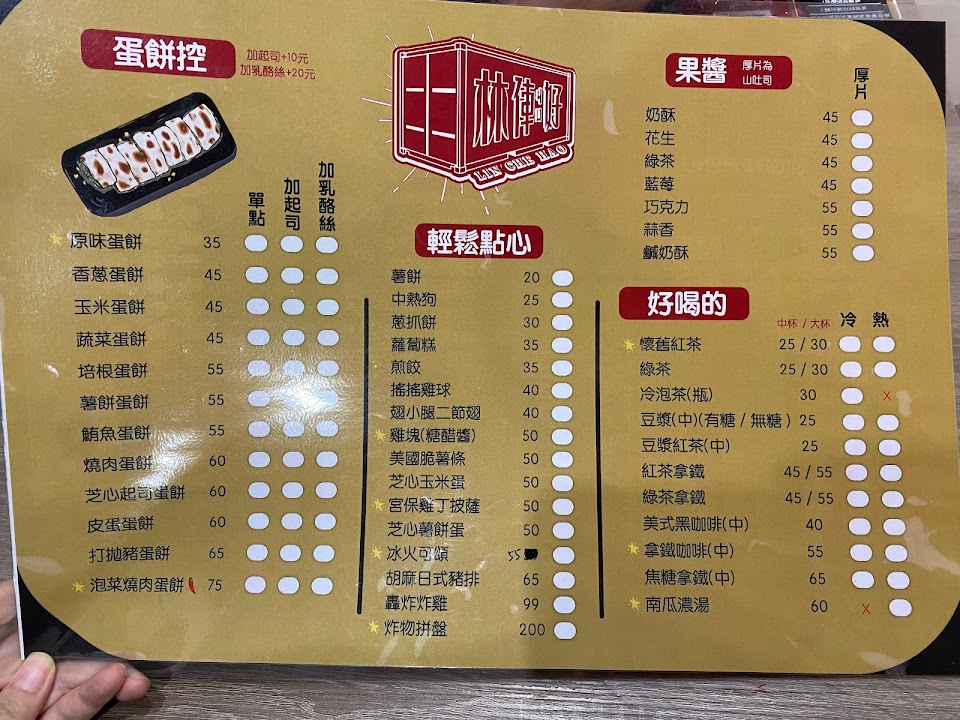 蛋餅控
加起司+10元
加乳酪絲+20元
單點 加起司 加乳酪絲
原味蛋餅 35
香蔥蛋餅 45
玉米蛋餅 45
蔬菜蛋餅 45
培根蛋餅 55
薯餅蛋餅 55
鮪魚蛋餅 55
燒肉蛋餅 60
芝心起司蛋餅 60
皮蛋蛋餅 60
打拋豬蛋餅 65
泡菜燒肉蛋餅 75
LIN CHE HAO
輕鬆點心
薯餅 20
中熱狗 25
蔥抓餅 30
蘿蔔糕 35
煎餃 35
搖搖雞球 40
翅小腿二節翅 40
雞塊(糖醋醬) 50
美國脆薯條 50
芝心玉米蛋 50
宮保雞丁披薩 50
芝心薯餅蛋 50
冰火可頌 55
胡麻日式豬排 65
轟炸炸雞 99
炸物拼盤 200
果醬
厚片為
山吐司
厚片
奶酥 45
花生 45
綠茶 45
藍莓 45
巧克力 55
蒜香 55
鹹奶酥 55
好喝的
中杯 / 大杯 冷 熱
懷舊紅茶 25 / 30
綠茶 25 / 30
冷泡茶(瓶) 30 x
豆漿(中)(有糖 / 無糖) 25
豆漿紅茶(中) 25
紅茶拿鐵 45 / 55
綠茶拿鐵 45 / 55
美式黑咖啡(中) 40
拿鐵咖啡(中) 55
焦糖拿鐵(中) 65
南瓜濃湯 60 x